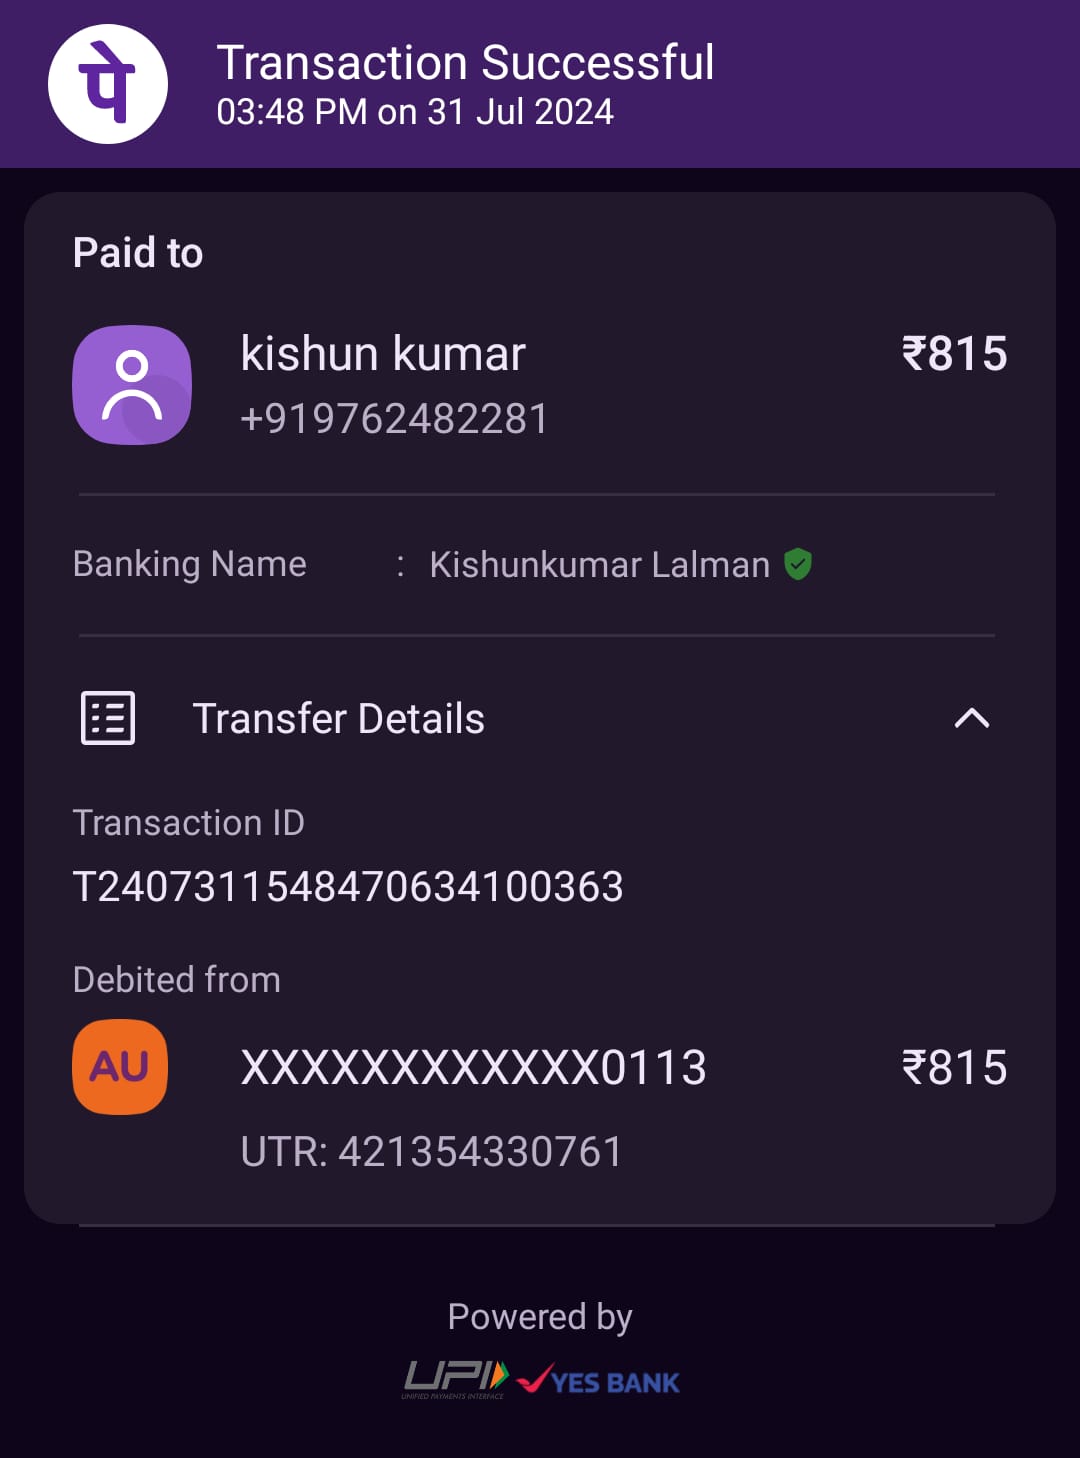 पे
Transaction Successful
03:48 PM on 31 Jul 2024
Paid to
kishun kumar
₹815
+919762482281
Banking Name : Kishunkumar Lalman
Transfer Details
Transaction ID
T2407311548470634100363
Debited from
AU
XXXXXXXXXXXX0113
₹815
UTR: 421354330761
Powered by
UPI
UNIFIED PAYMENTS INTERFACE
YES BANK